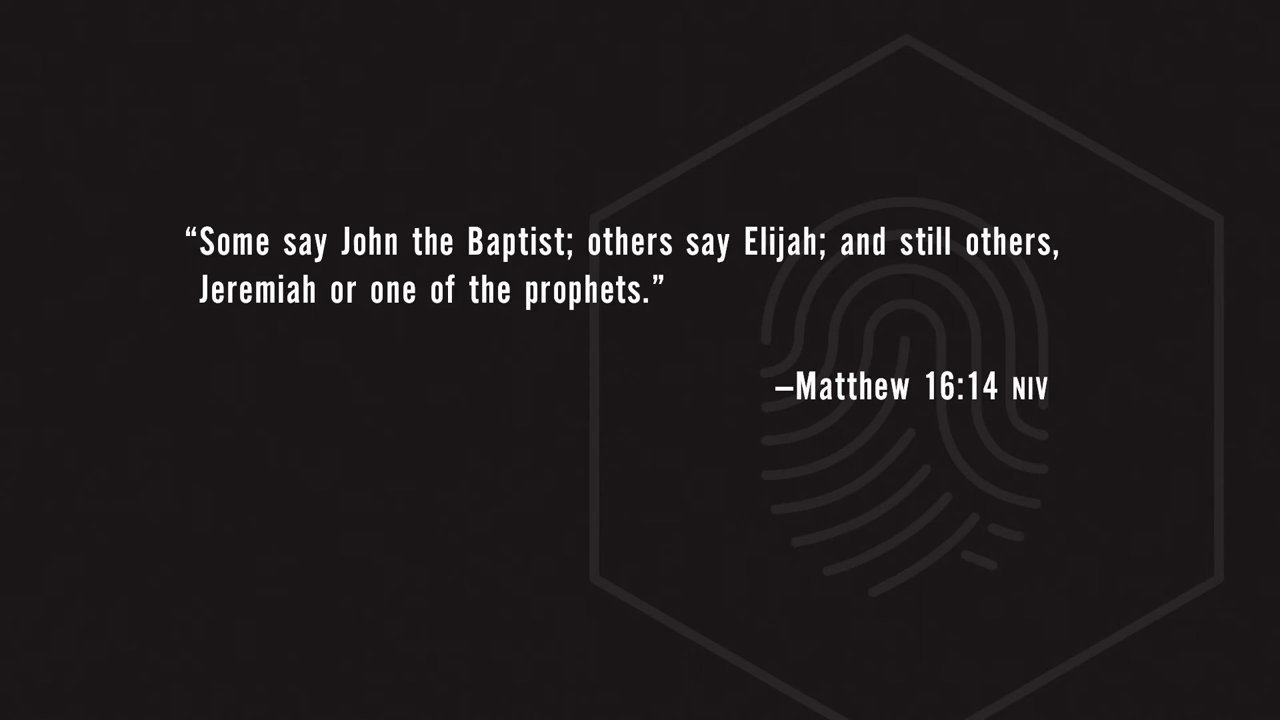 “Some say John the Baptist; others say Elijah; and still others,
Jeremiah or one of the prophets.”
–Matthew 16:14 NIV